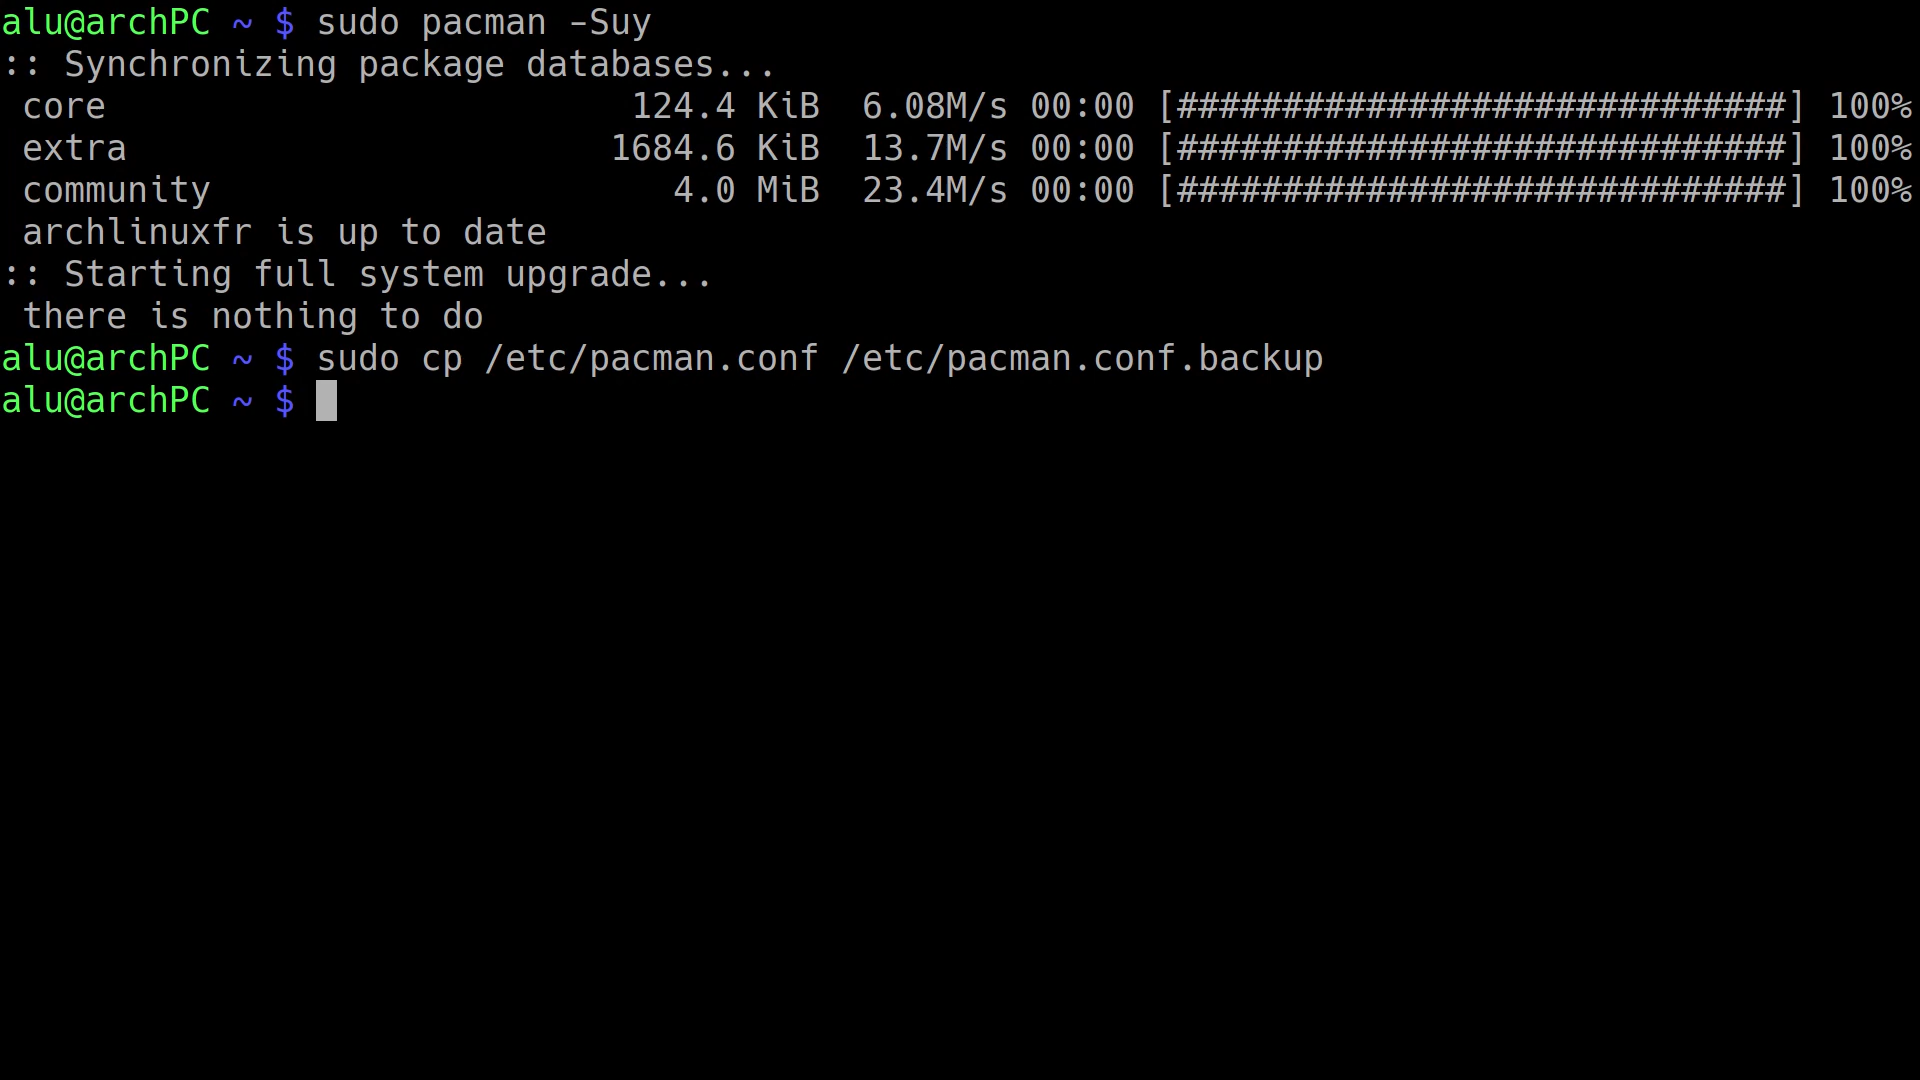 alu@archPC ~ $ sudo pacman -Suy
:: Synchronizing package databases...
 core                         124.4 KiB  6.08M/s 00:00 [#############################] 100%
 extra                       1684.6 KiB  13.7M/s 00:00 [#############################] 100%
 community                      4.0 MiB  23.4M/s 00:00 [#############################] 100%
 archlinuxfr is up to date
:: Starting full system upgrade...
 there is nothing to do
alu@archPC ~ $ sudo cp /etc/pacman.conf /etc/pacman.conf.backup
alu@archPC ~ $